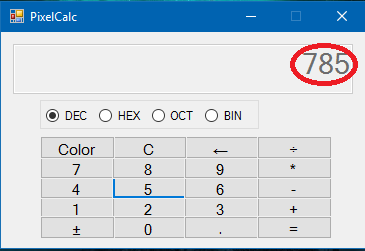 PixelCalc
785
DEC HEX OCT BIN
Color C ← ÷
7 8 9 *
4 5 6 -
1 2 3 +
± 0 . =